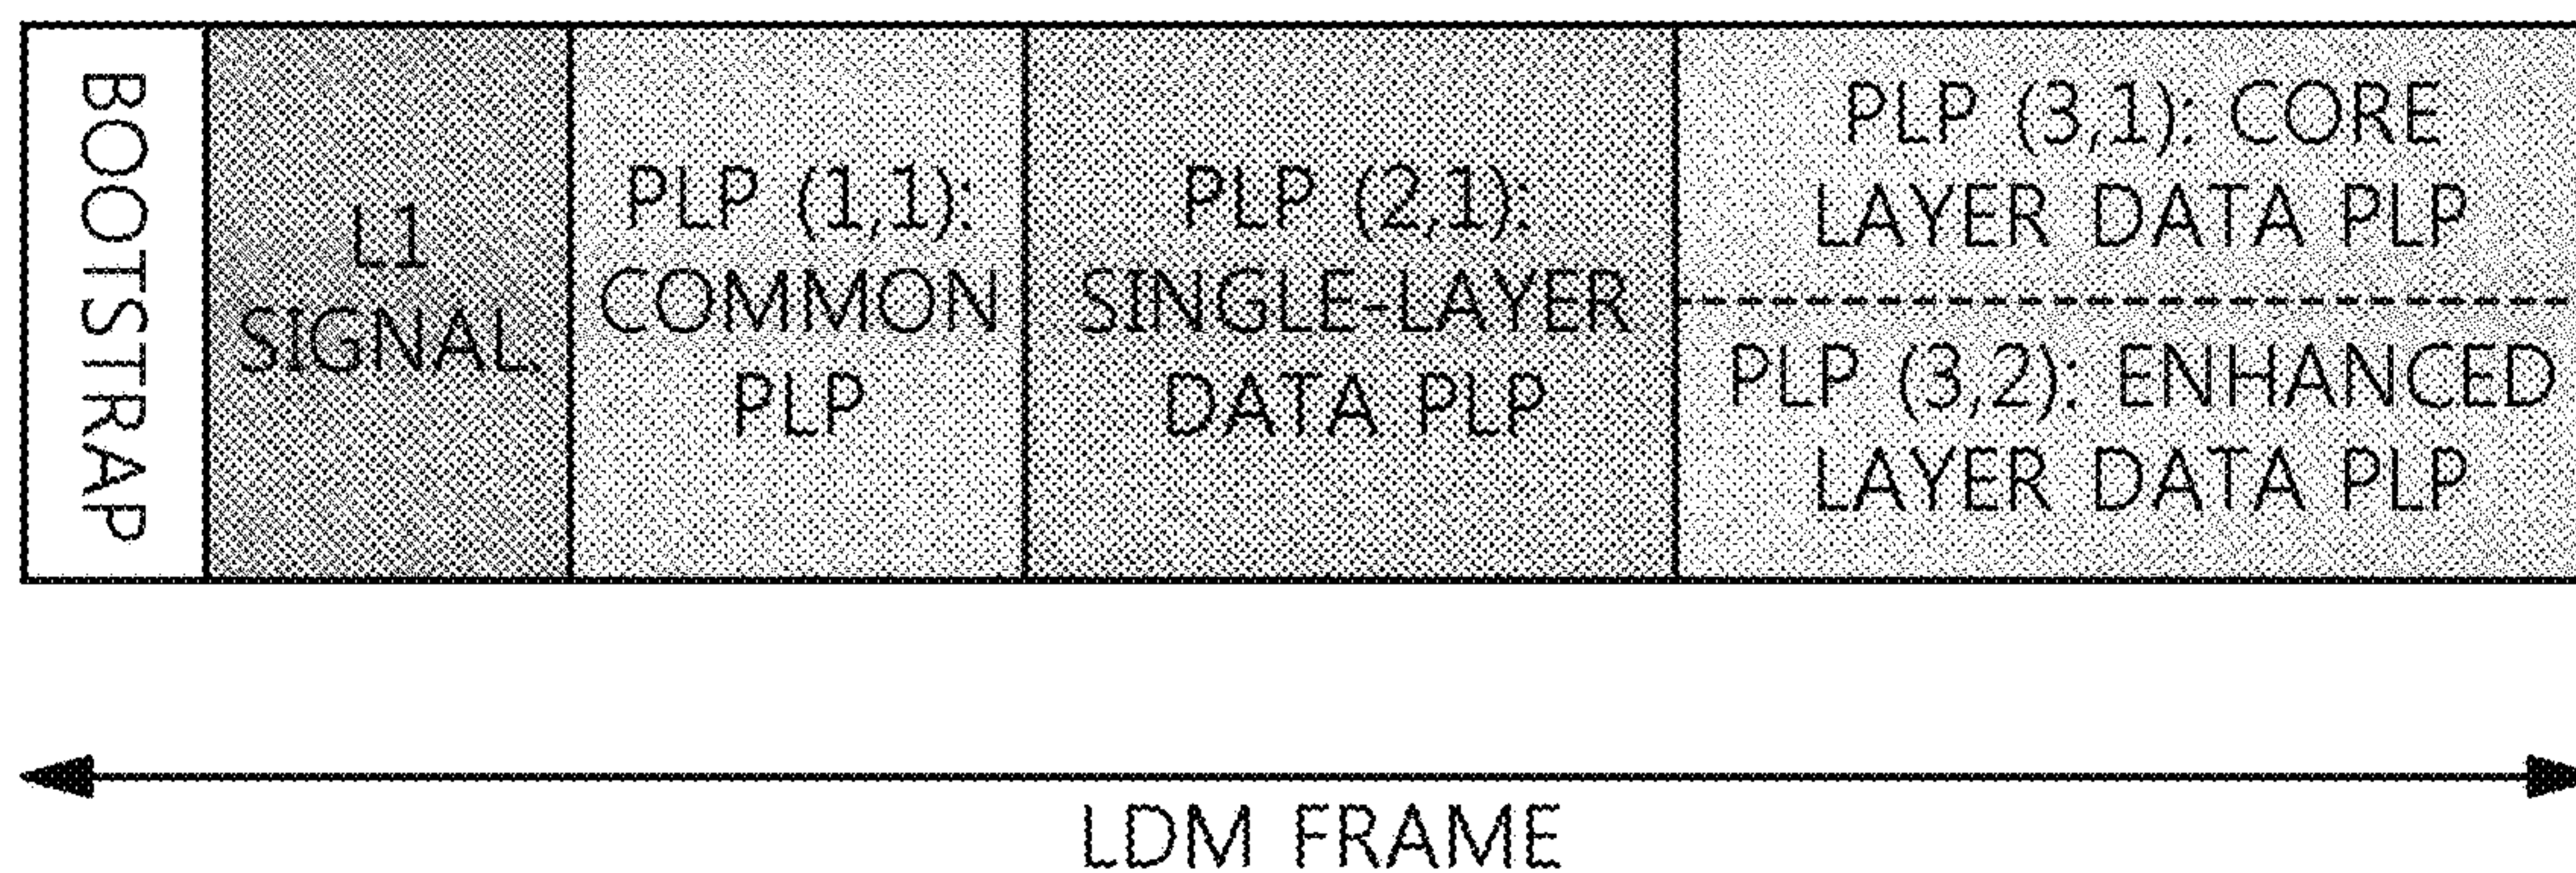 BOOTSTRAP
L1
SIGNAL
PLP (1,1):
COMMON
PLP
PLP (2,1):
SINGLE-LAYER
DATA PLP
PLP (3,1): CORE
LAYER DATA PLP
PLP (3,2): ENHANCED
LAYER DATA PLP
LDM FRAME